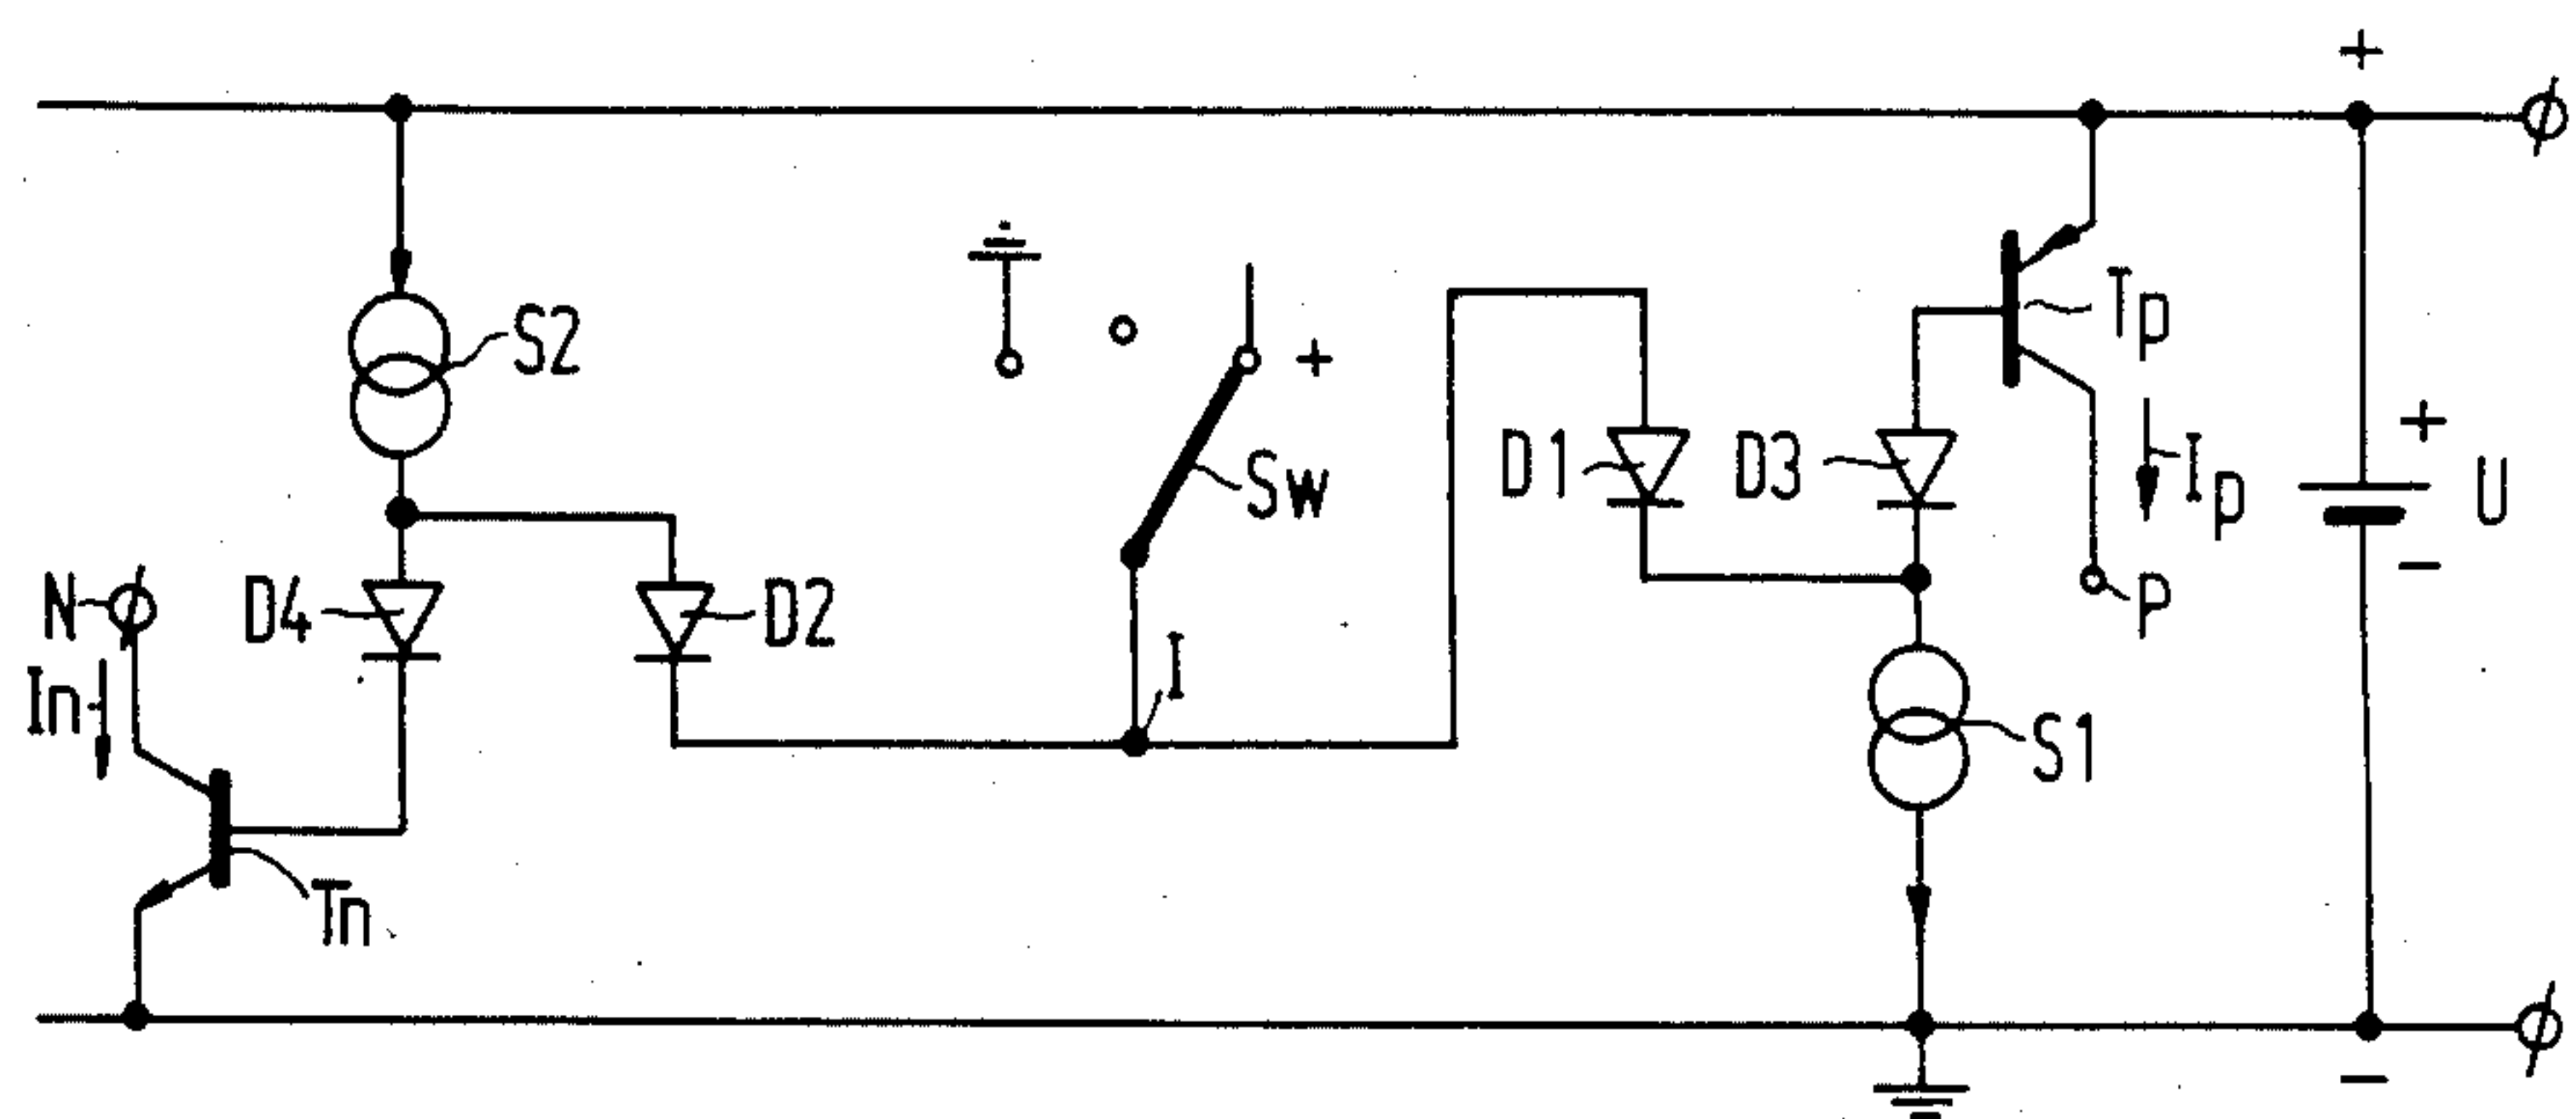 +
S2
+
Tp
Sw
D1
D3
Ip
+
U
N
D4
D2
−
P
In
I
S1
Tn
−